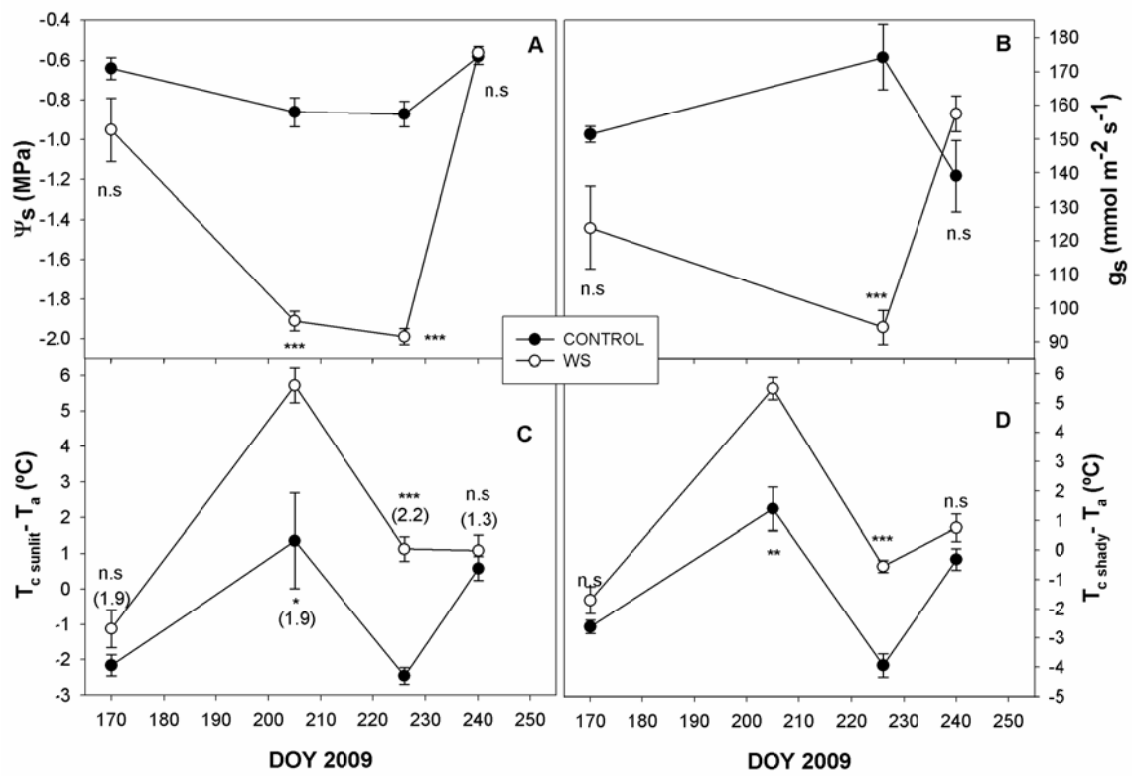 -0.4
-0.6
-0.8
-1.0
-1.2
-1.4
-1.6
-1.8
-2.0
Ψs (MPa)
A
n.s
***
***
n.s
B
n.s
***
n.s
180
170
160
150
140
130
120
110
100
90
gs (mmol m-2 s-1)
CONTROL
WS
6
5
4
3
2
1
0
-1
-2
-3
Tc sunlit- Ta (ºC)
C
n.s
(1.9)
*
(1.9)
***
(2.2)
n.s
(1.3)
D
n.s
**
***
n.s
6
5
4
3
2
1
0
-1
-2
-3
-4
-5
Tc shady- Ta (ºC)
170 180 190 200 210 220 230 240 250
170 180 190 200 210 220 230 240 250
DOY 2009
DOY 2009